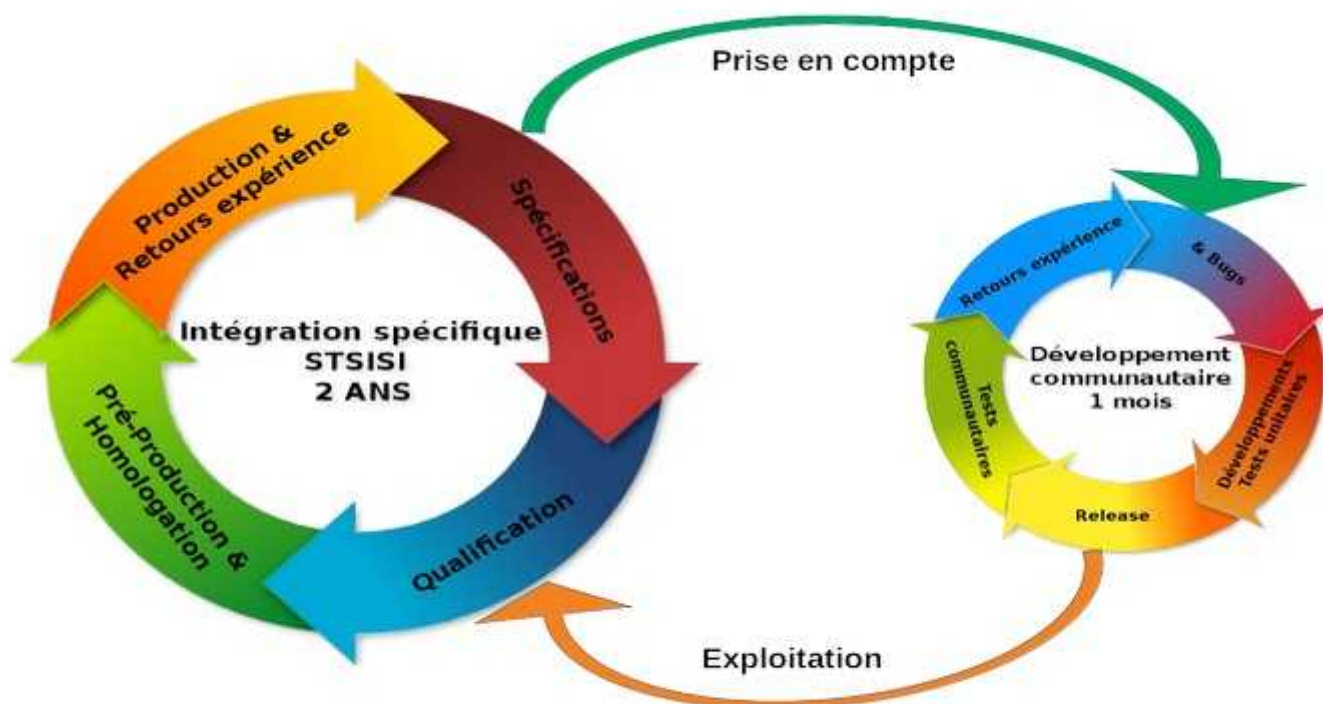 Prise en compte
Production &
Retours expérience
Spécifications
Intégration spécifique
STSISI
2 ANS
Pré-Production &
Homologation
Qualification
Retours expérience
& Bugs
Développement
communautaire
1 mois
Tests
communautaires
Développements
Tests unitaires
Release
Exploitation